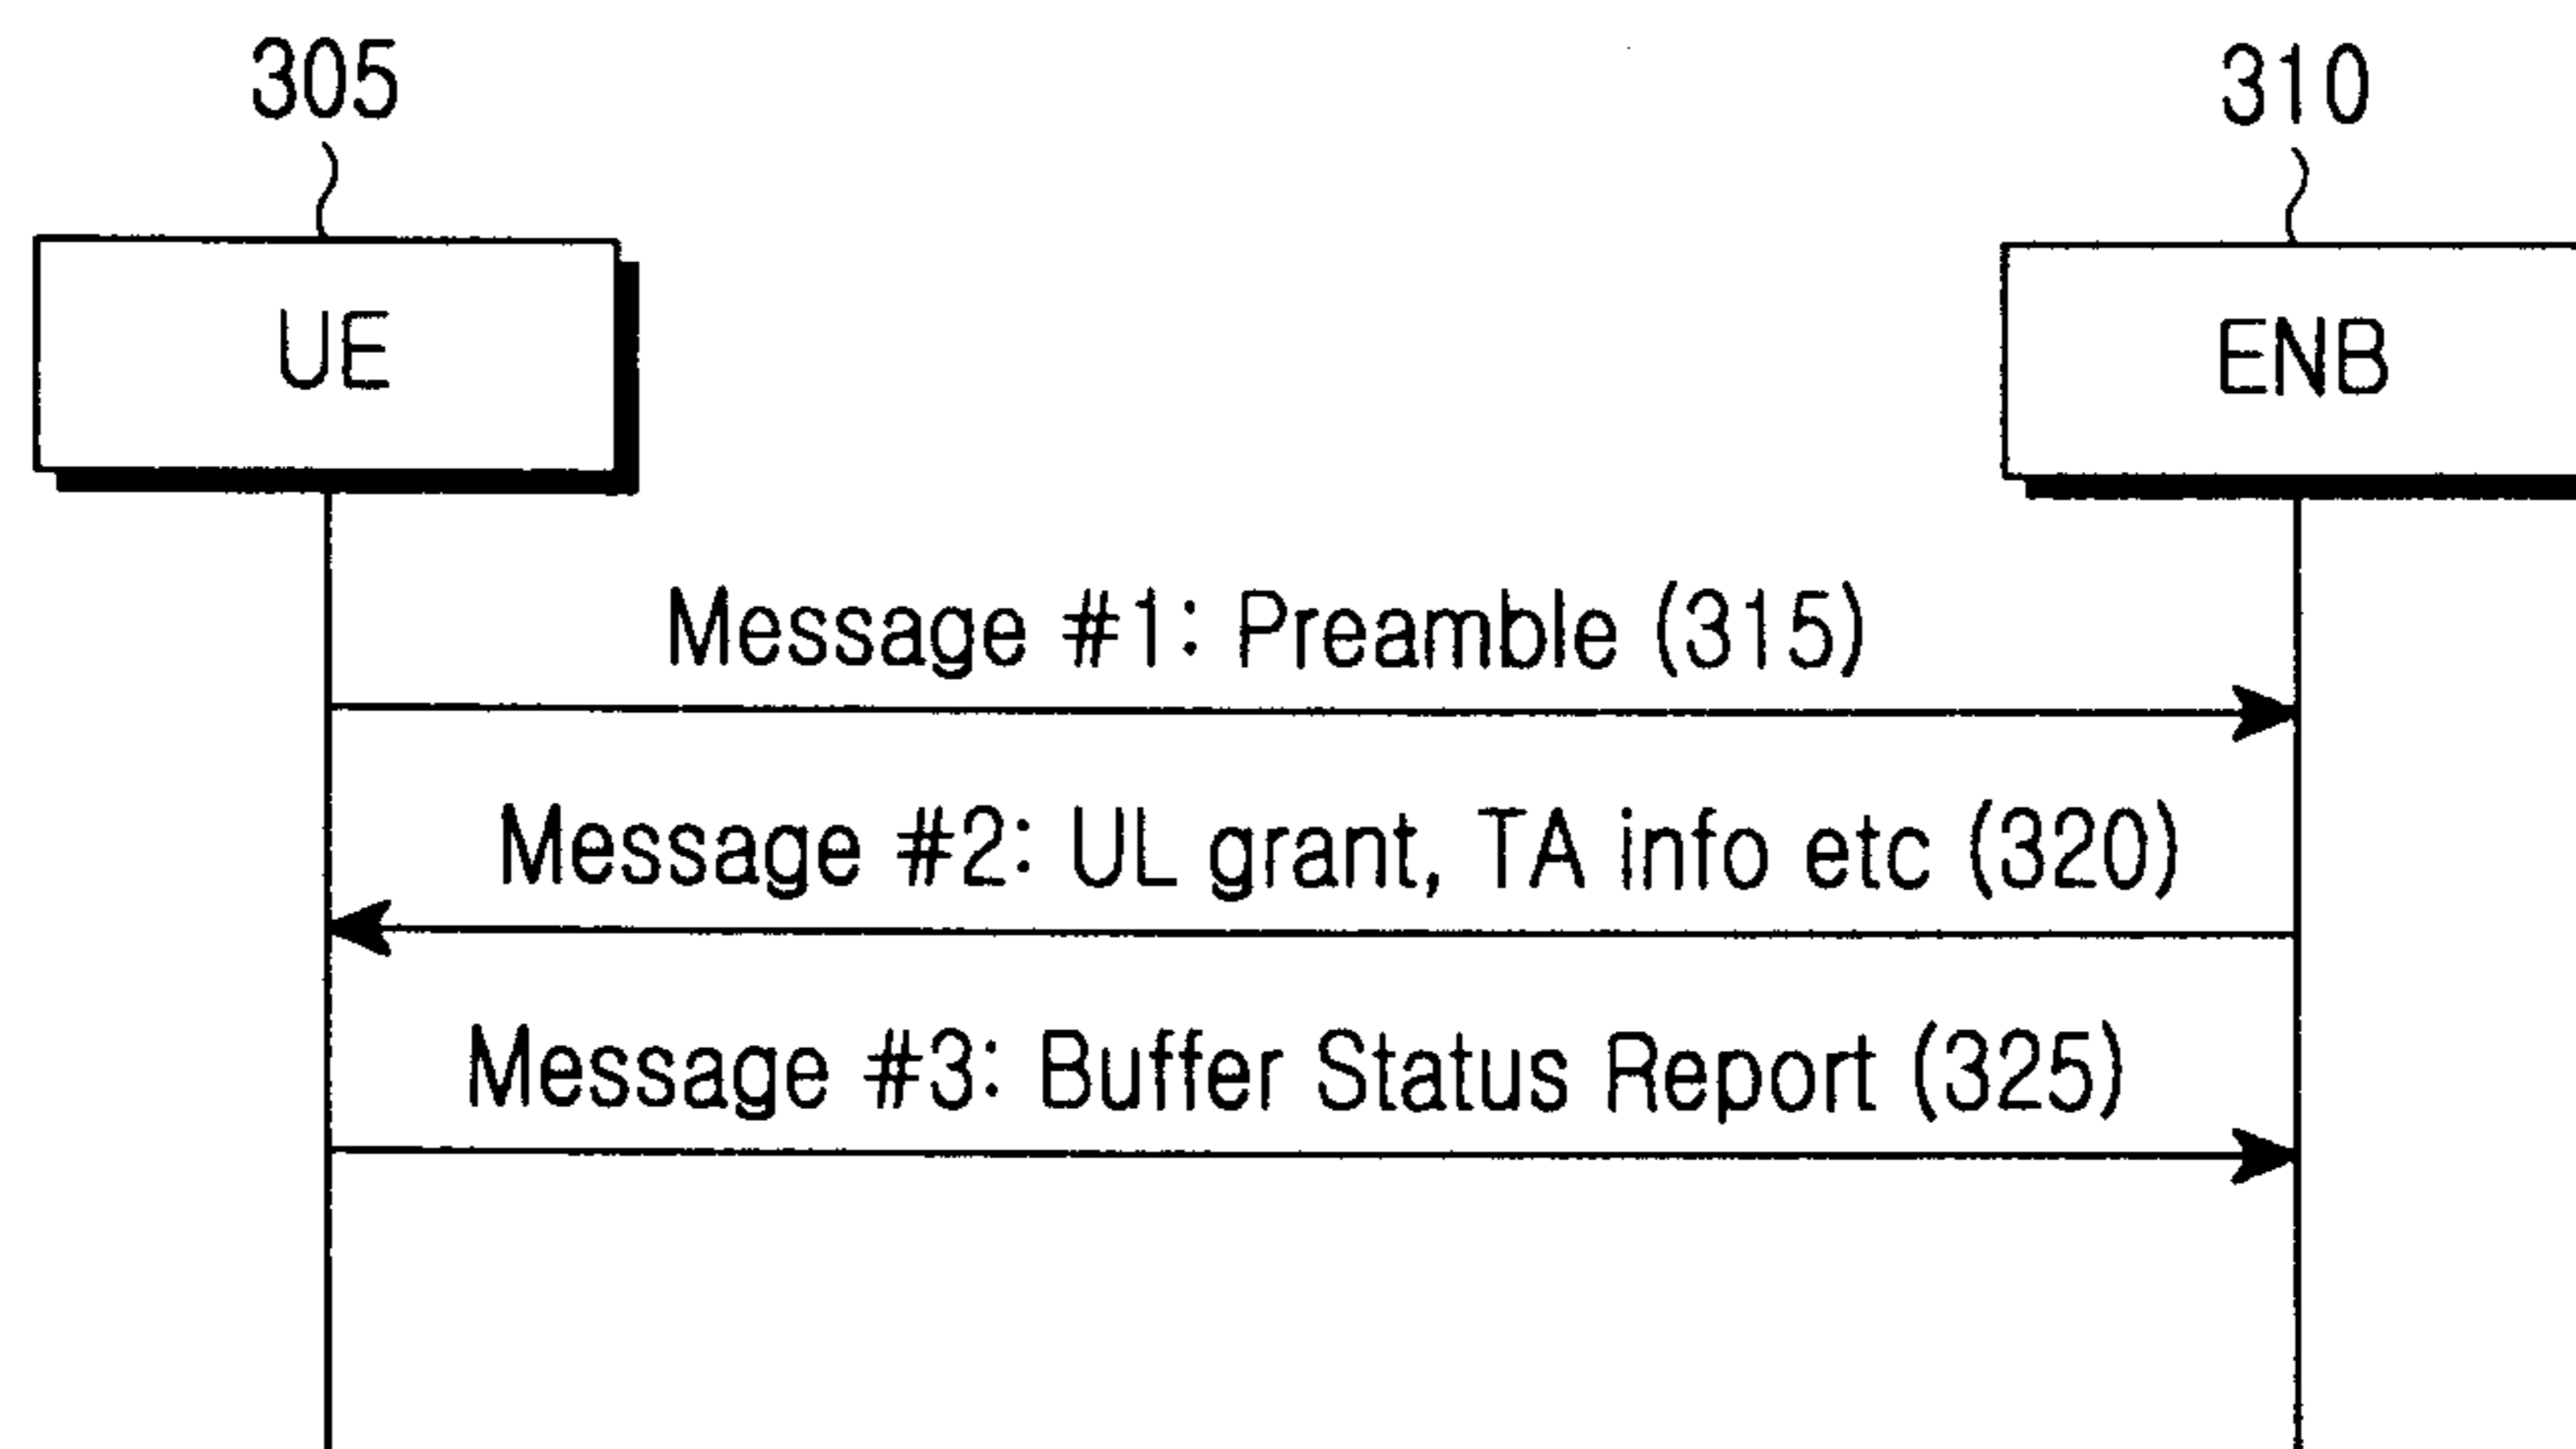 305
310
UE
ENB
Message #1: Preamble (315)
Message #2: UL grant, TA info etc (320)
Message #3: Buffer Status Report (325)